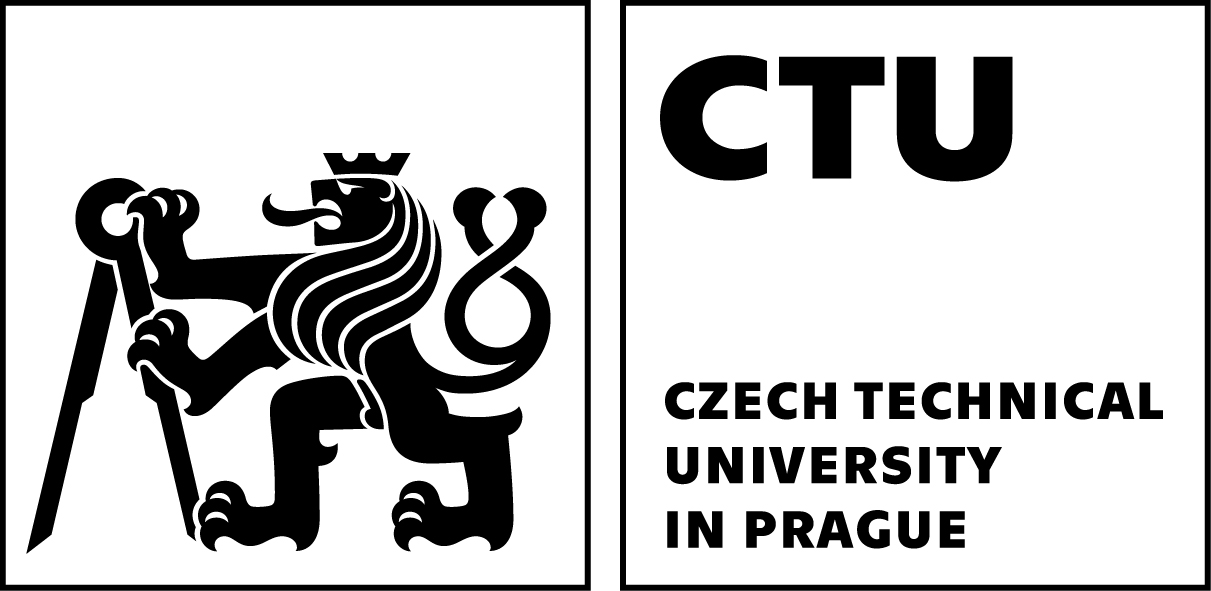 CTU
CZECH TECHNICAL
UNIVERSITY
IN PRAGUE